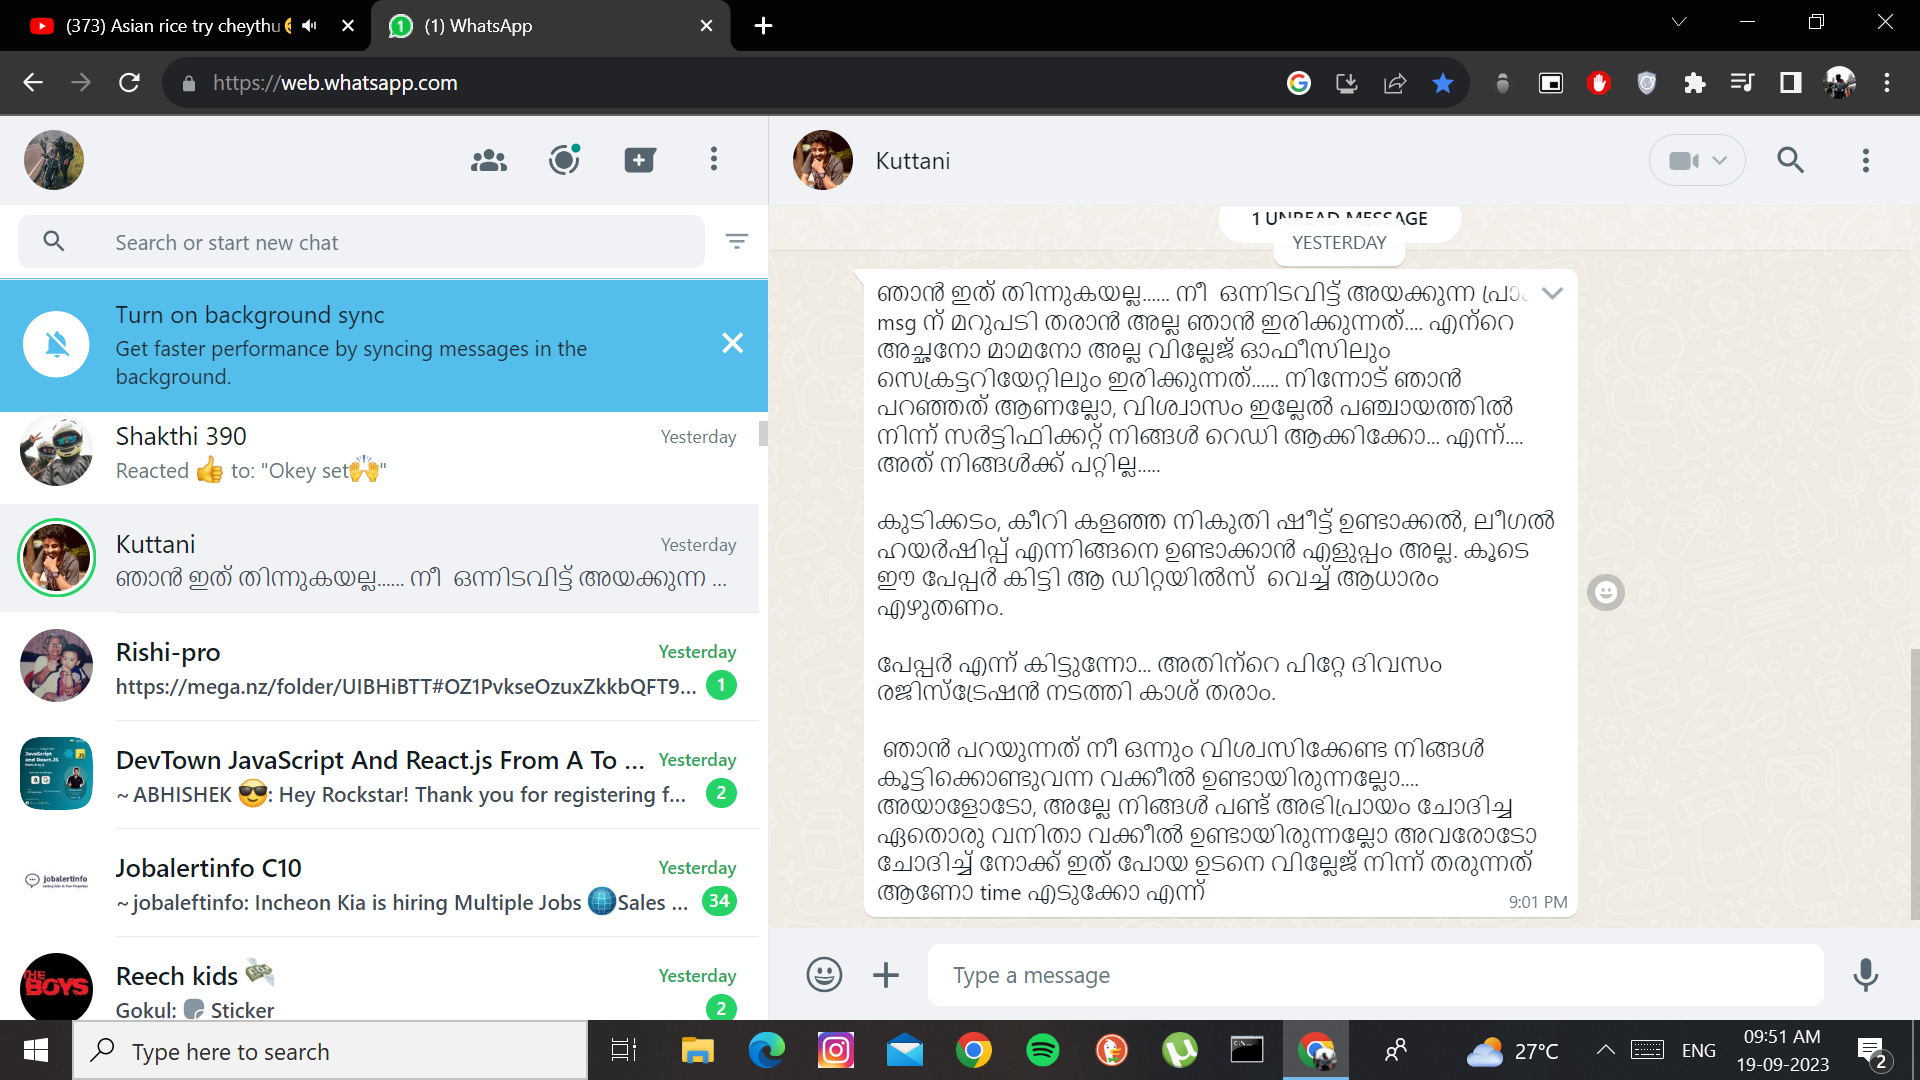 (373) Asian rice try cheythu
(1) WhatsApp
https://web.whatsapp.com
Kuttani
Search or start new chat
Turn on background sync
Get faster performance by syncing messages in the
background.
Shakthi 390
Yesterday
Reacted 👍 to: "Okey set🙌"
Kuttani
Yesterday
ഞാൻ ഇത് തിന്നുകയല്ല...... നീ ഒന്നിടവിട്ട് അയക്കുന്ന ...
Rishi-pro
Yesterday
https://mega.nz/folder/UIBHiBTT#OZ1PvkseOzuxZkkbQFT9...
1
DevTown JavaScript And React.js From A To ...
Yesterday
~ ABHISHEK 😎: Hey Rockstar! Thank you for registering f...
2
Jobalertinfo C10
Yesterday
~ jobaleftinfo: Incheon Kia is hiring Multiple Jobs 🌐Sales ...
34
jobalertinfo
Reech kids 💸
Yesterday
THE BOYS
Gokul: Sticker
2
1 UNREAD MESSAGE
YESTERDAY
ഞാൻ ഇത് തിന്നുകയല്ല...... നീ ഒന്നിടവിട്ട് അയക്കുന്ന
msg ന് മറുപടി തരാൻ അല്ല ഞാൻ ഇരിക്കുന്നത്.... എന്റെ
അച്ഛനോ മാമനോ അല്ല വില്ലേജ് ഓഫീസിലും
സെക്രട്ടറിയേറ്റിലും ഇരിക്കുന്നത്...... നിന്നോട് ഞാൻ
പറഞ്ഞത് ആണല്ലോ, വിശ്വാസം ഇല്ലേൽ പഞ്ചായത്തിൽ
നിന്ന് സർട്ടിഫിക്കറ്റ് നിങ്ങൾ റെഡി ആക്കിക്കോ... എന്ന്....
അത് നിങ്ങൾക്ക് പറ്റില്ല.....
കുടിക്കടം, കീറി കളഞ്ഞ നികുതി ഷീട്ട് ഉണ്ടാക്കൽ, ലീഗൽ
ഹയർഷിപ്പ് എന്നിങ്ങനെ ഉണ്ടാക്കാൻ എളുപ്പം അല്ല. കൂടെ
ഈ പേപ്പർ കിട്ടി ആ ഡിറ്റയിൽസ് വെച്ച് ആധാരം
എഴുതണം.
പേപ്പർ എന്ന് കിട്ടുന്നോ... അതിന്റെ പിറ്റേ ദിവസം
രജിസ്ട്രേഷൻ നടത്തി കാശ് തരാം.
ഞാൻ പറയുന്നത് നീ ഒന്നും വിശ്വസിക്കേണ്ട നിങ്ങൾ
കൂട്ടിക്കൊണ്ടുവന്ന വക്കീൽ ഉണ്ടായിരുന്നല്ലോ....
അയാളോടോ, അല്ലേ നിങ്ങൾ പണ്ട് അഭിപ്രായം ചോദിച്ച
ഏതൊരു വനിതാ വക്കീൽ ഉണ്ടായിരുന്നല്ലോ അവരോടോ
ചോദിച്ച് നോക്ക് ഇത് പോയ ഉടനെ വില്ലേജ് നിന്ന് തരുന്നത്
ആണോ time എടുക്കോ എന്ന്
9:01 PM
Type a message
Type here to search
27°C
ENG
09:51 AM
19-09-2023
2